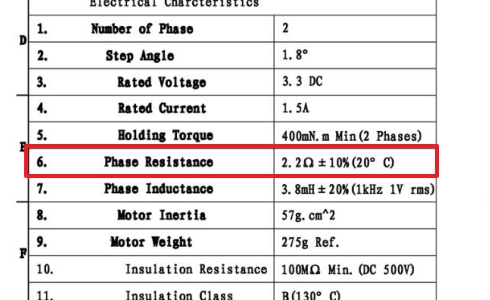 Electrical Charcteristics
D
1. Number of Phase 2
2. Step Angle 1.8°
3. Rated Voltage 3.3 DC
4. Rated Current 1.5A
5. Holding Torque 400mN.m Min(2 Phases)
6. Phase Resistance 2.2Ω ±10%(20° C)
7. Phase Inductance 3.8mH±20%(1kHz 1V rms)
8. Motor Inertia 57g.cm^2
9. Motor Weight 275g Ref.
F
10. Insulation Resistance 100MΩ Min. (DC 500V)
11. Insulation Class B(130° C)